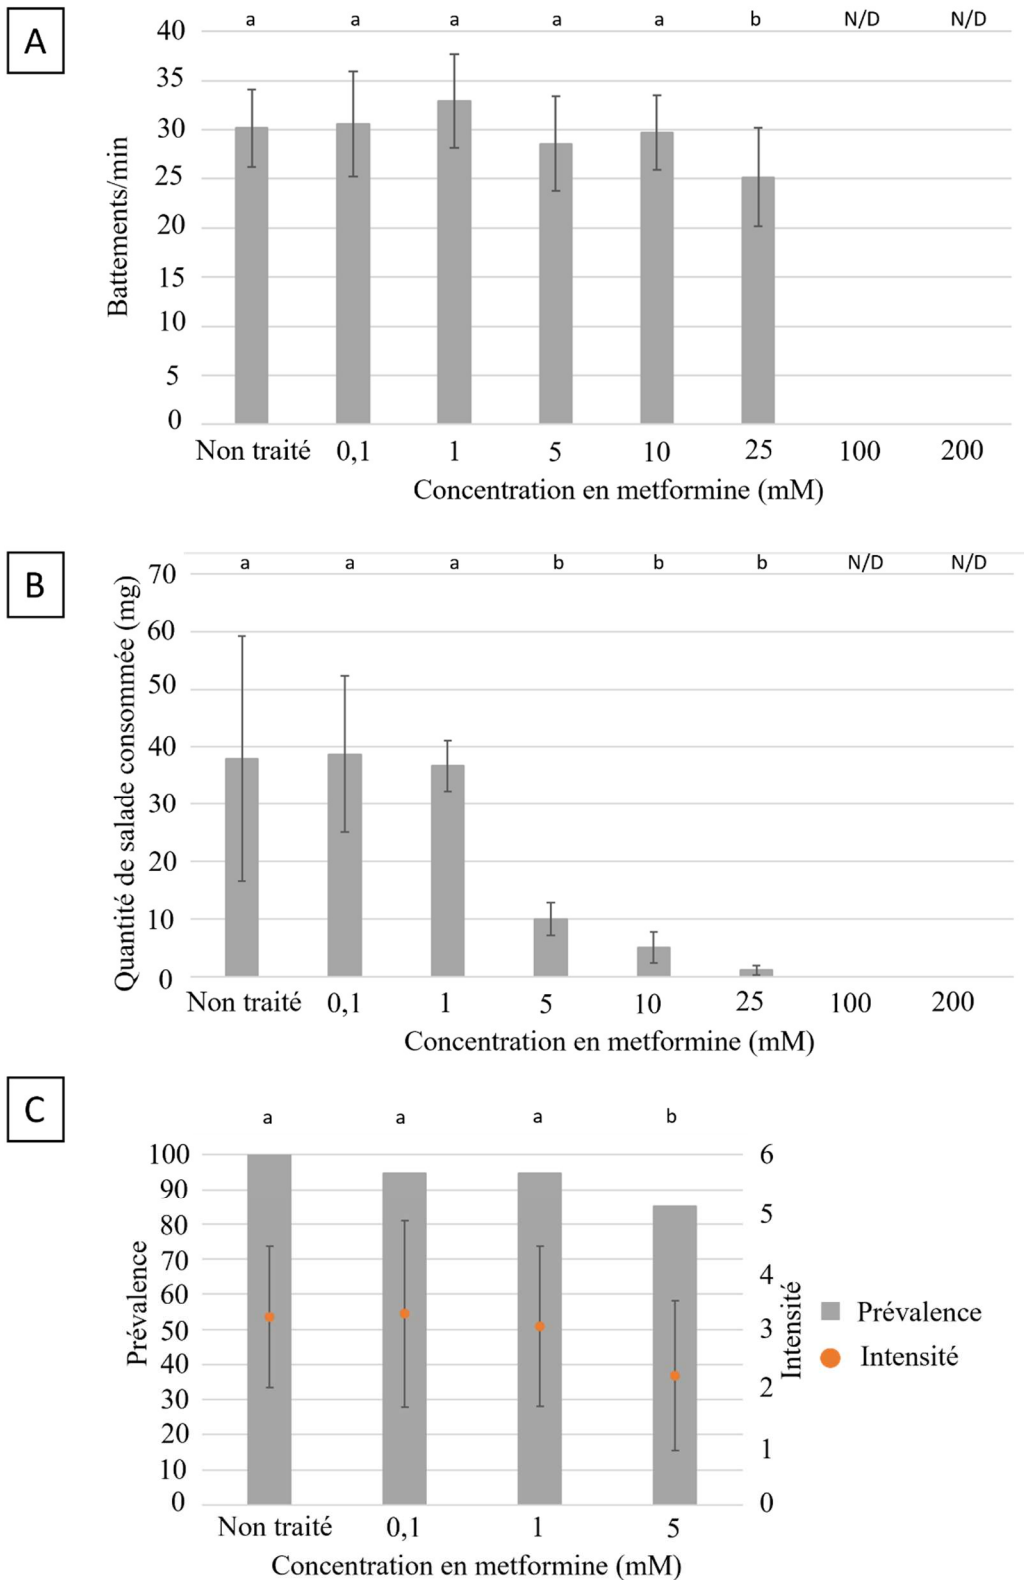 A
a a a a a b N/D N/D
40
35
30
25
20
15
10
5
0
Battements/min
Non traité 0,1 1 5 10 25 100 200
Concentration en metformine (mM)
B
a a a b b b N/D N/D
70
60
50
40
30
20
10
0
Quantité de salade consommée (mg)
Non traité 0,1 1 5 10 25 100 200
Concentration en metformine (mM)
C
a a a b
100
90
80
70
60
50
40
30
20
10
0
Prévalence
6
5
4
3
2
1
0
Intensité
Prévalence
Intensité
Non traité 0,1 1 5
Concentration en metformine (mM)